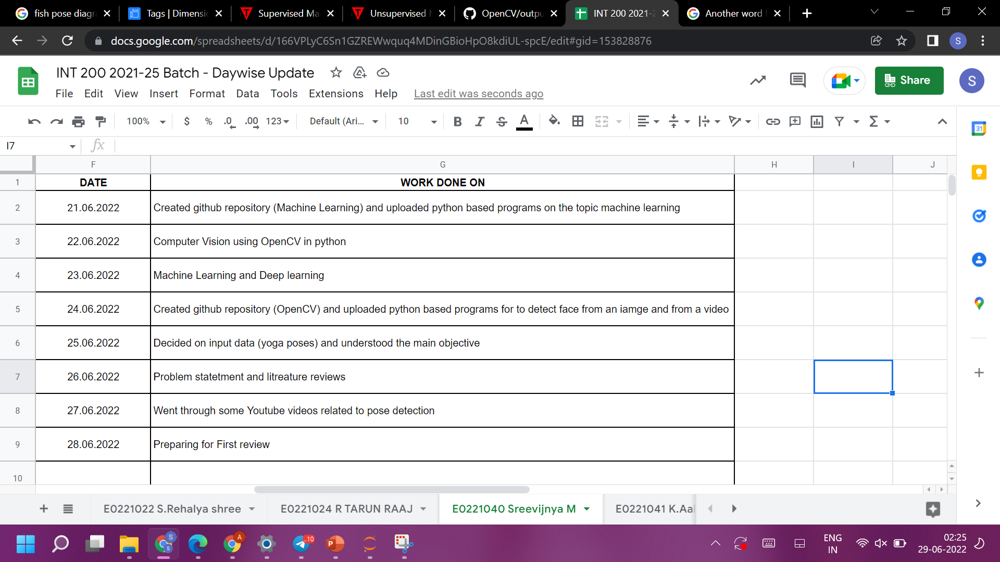 fish pose diagr
Tags | Dimensio
Supervised Ma
Unsupervised
OpenCV/outpu
INT 200 2021-2
Another word f
docs.google.com/spreadsheets/d/166VPLyC6Sn1GZREWwquq4MDinGBioHpO8kdiUL-spcE/edit#gid=153828876
S
INT 200 2021-25 Batch - Daywise Update
File Edit View Insert Format Data Tools Extensions Help Last edit was seconds ago
Share
S
100% $ % .0 .00 123 Default (Ari... 10 B I S A
31
I7 fx
F G H I J
1 DATE WORK DONE ON
2 21.06.2022 Created github repository (Machine Learning) and uploaded python based programs on the topic machine learning
3 22.06.2022 Computer Vision using OpenCV in python
4 23.06.2022 Machine Learning and Deep learning
5 24.06.2022 Created github repository (OpenCV) and uploaded python based programs for to detect face from an iamge and from a video
6 25.06.2022 Decided on input data (yoga poses) and understood the main objective
7 26.06.2022 Problem statetment and litreature reviews
8 27.06.2022 Went through some Youtube videos related to pose detection
9 28.06.2022 Preparing for First review
10
E0221022 S.Rehalya shree E0221024 R TARUN RAAJ E0221040 Sreevijnya M E0221041 K.Aa
S
S
A
..10
P
ENG
IN
02:25
29-06-2022